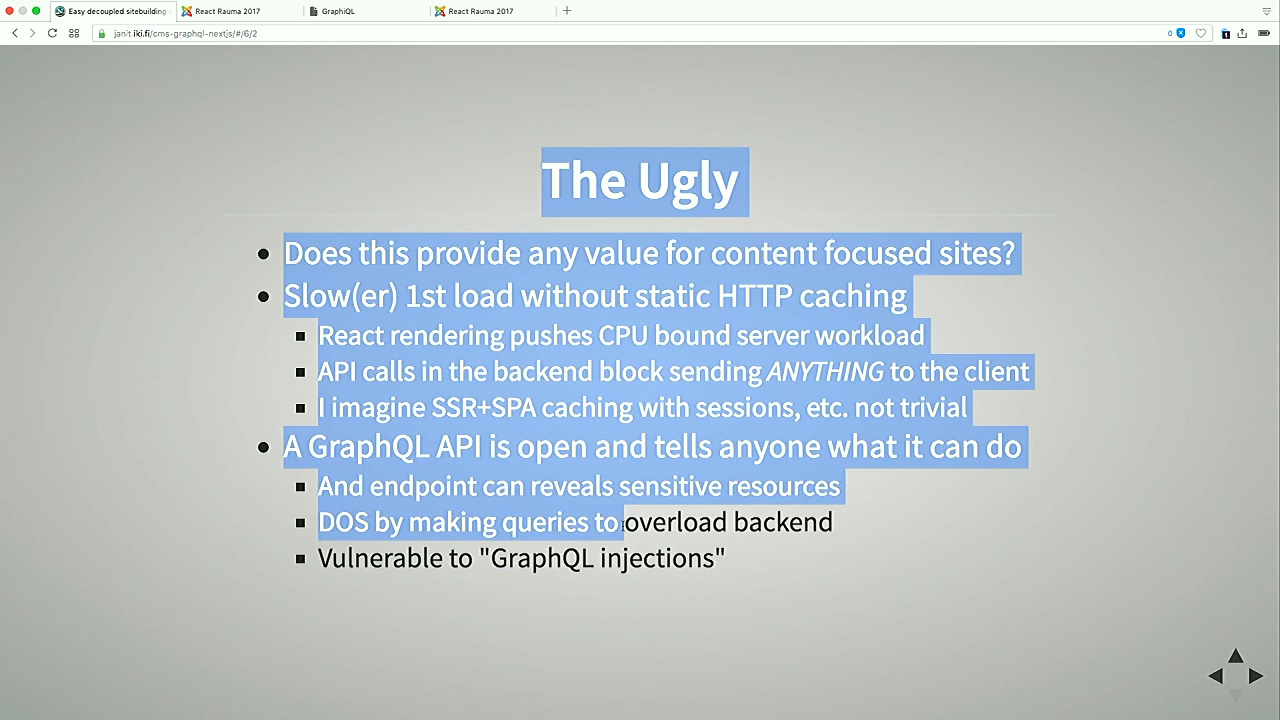 Easy decoupled sitebuilding
React Rauma 2017
GraphiQL
React Rauma 2017
janit.iki.fi/cms-graphql-nextjs/#/6/2
0
The Ugly
Does this provide any value for content focused sites?
Slow(er) 1st load without static HTTP caching
React rendering pushes CPU bound server workload
API calls in the backend block sending ANYTHING to the client
I imagine SSR+SPA caching with sessions, etc. not trivial
A GraphQL API is open and tells anyone what it can do
And endpoint can reveals sensitive resources
DOS by making queries to overload backend
Vulnerable to "GraphQL injections"